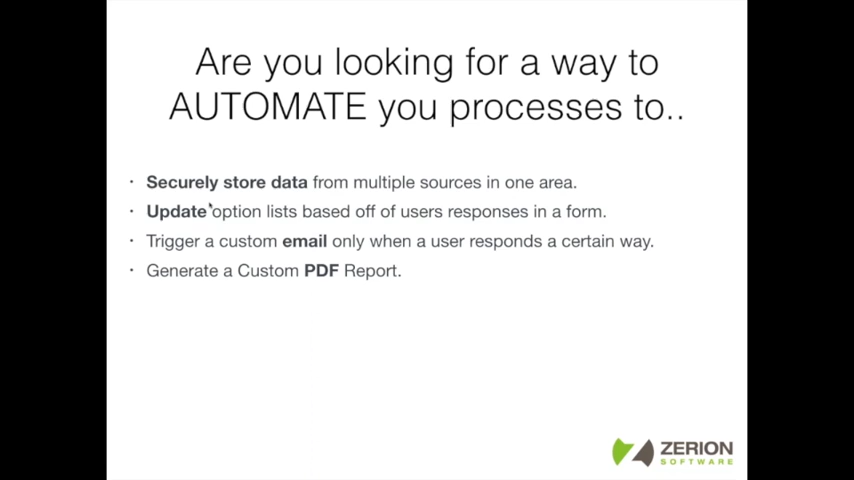 Are you looking for a way to
AUTOMATE you processes to..
· Securely store data from multiple sources in one area.
· Update option lists based off of users responses in a form.
· Trigger a custom email only when a user responds a certain way.
· Generate a Custom PDF Report.
ZERION
SOFTWARE